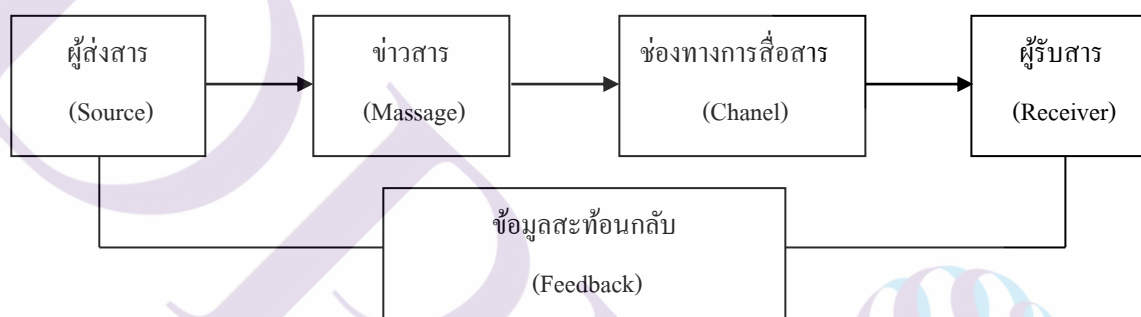 ผู้ส่งสาร
(Source)
ข่าวสาร
(Massage)
ช่องทางการสื่อสาร
(Chanel)
ผู้รับสาร
(Receiver)
ข้อมูลสะท้อนกลับ
(Feedback)